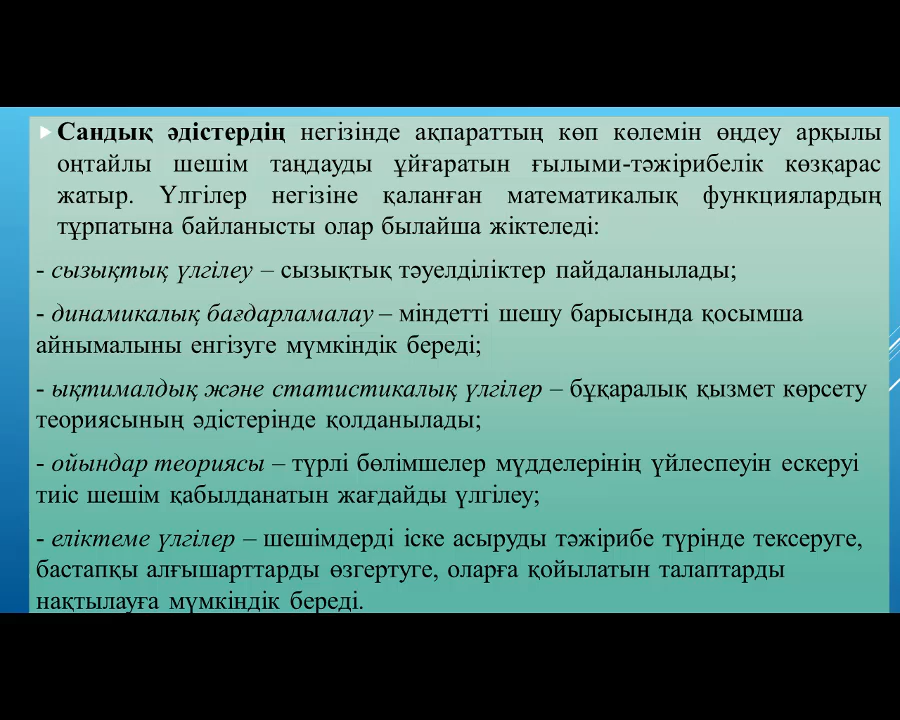 Сандық әдістердің негізінде ақпараттың көп көлемін өңдеу арқылы
оңтайлы шешім таңдауды ұйғаратын ғылыми-тәжірибелік көзқарас
жатыр. Үлгілер негізіне қаланған математикалық функциялардың
тұрпатына байланысты олар былайша жіктеледі:
- сызықтық үлгілеу – сызықтық тәуелділіктер пайдаланылады;
- динамикалық бағдарламалау – міндетті шешу барысында қосымша
айнымалыны енгізуге мүмкіндік береді;
- ықтималдық және статистикалық үлгілер – бұқаралық қызмет көрсету
теориясының әдістерінде қолданылады;
- ойындар теориясы – түрлі бөлімшелер мүдделерінің үйлеспеуін ескеруі
тиіс шешім қабылданатын жағдайды үлгілеу;
- еліктеме үлгілер – шешімдерді іске асыруды тәжірибе түрінде тексеруге,
бастапқы алғышарттарды өзгертуге, оларға қойылатын талаптарды
нақтылауға мүмкіндік береді.